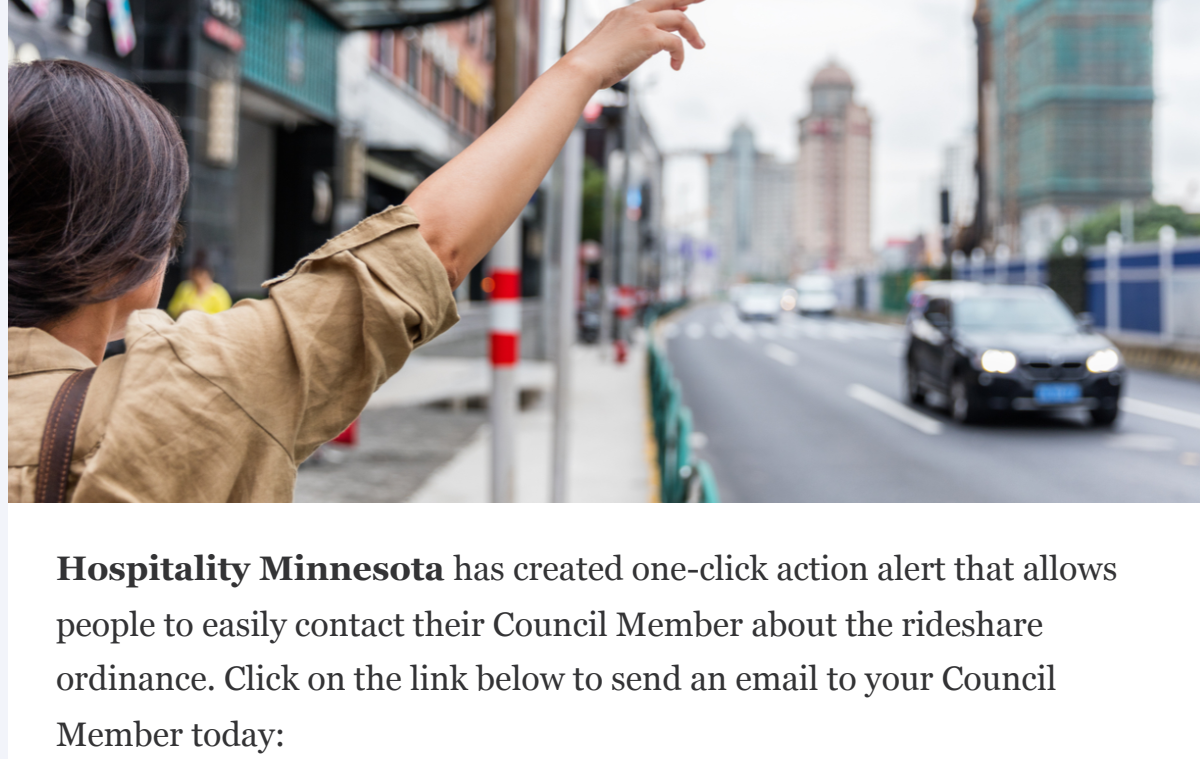 Hospitality Minnesota has created one-click action alert that allows
people to easily contact their Council Member about the rideshare
ordinance. Click on the link below to send an email to your Council
Member today: